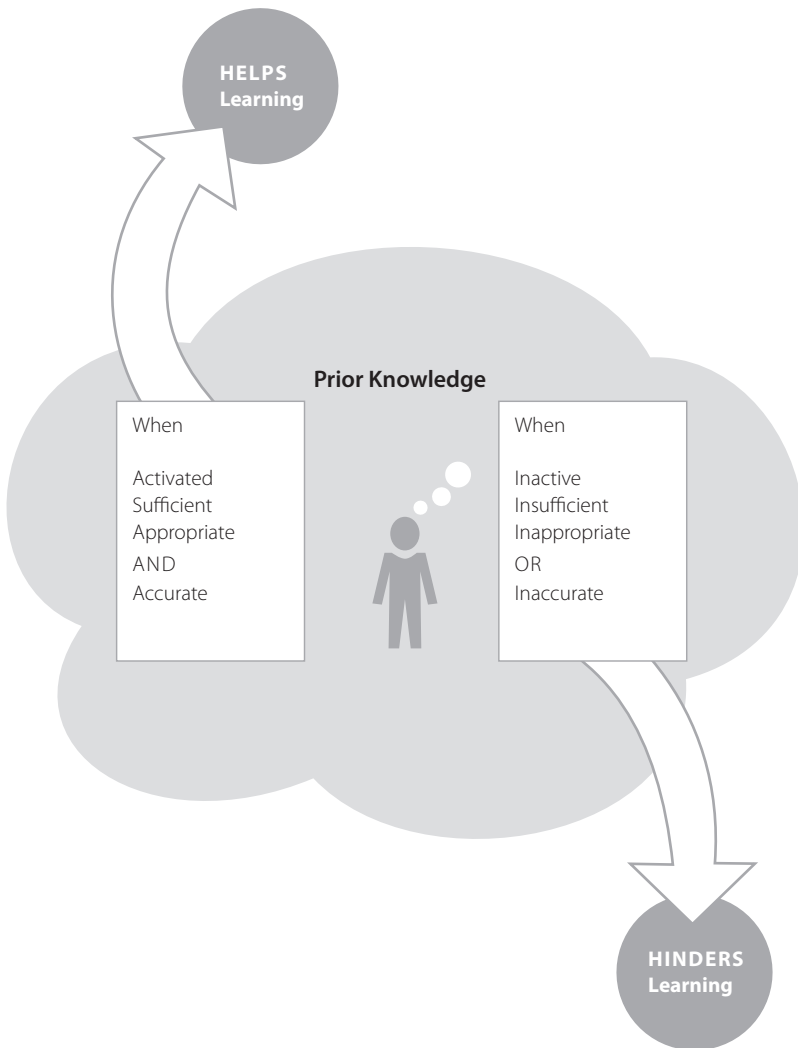 HELPS
Learning
Prior Knowledge
When
Activated
Sufficient
Appropriate
AND
Accurate
When
Inactive
Insufficient
Inappropriate
OR
Inaccurate
HINDERS
Learning